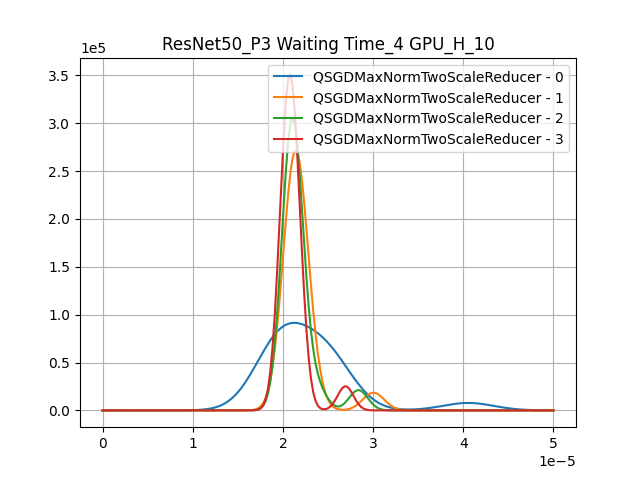 ResNet50_P3 Waiting Time_4 GPU_H_10
1e5
QSGDMaxNormTwoScaleReducer - 0
QSGDMaxNormTwoScaleReducer - 1
QSGDMaxNormTwoScaleReducer - 2
QSGDMaxNormTwoScaleReducer - 3
3.5
3.0
2.5
2.0
1.5
1.0
0.5
0.0
0 1 2 3 4 5
1e−5